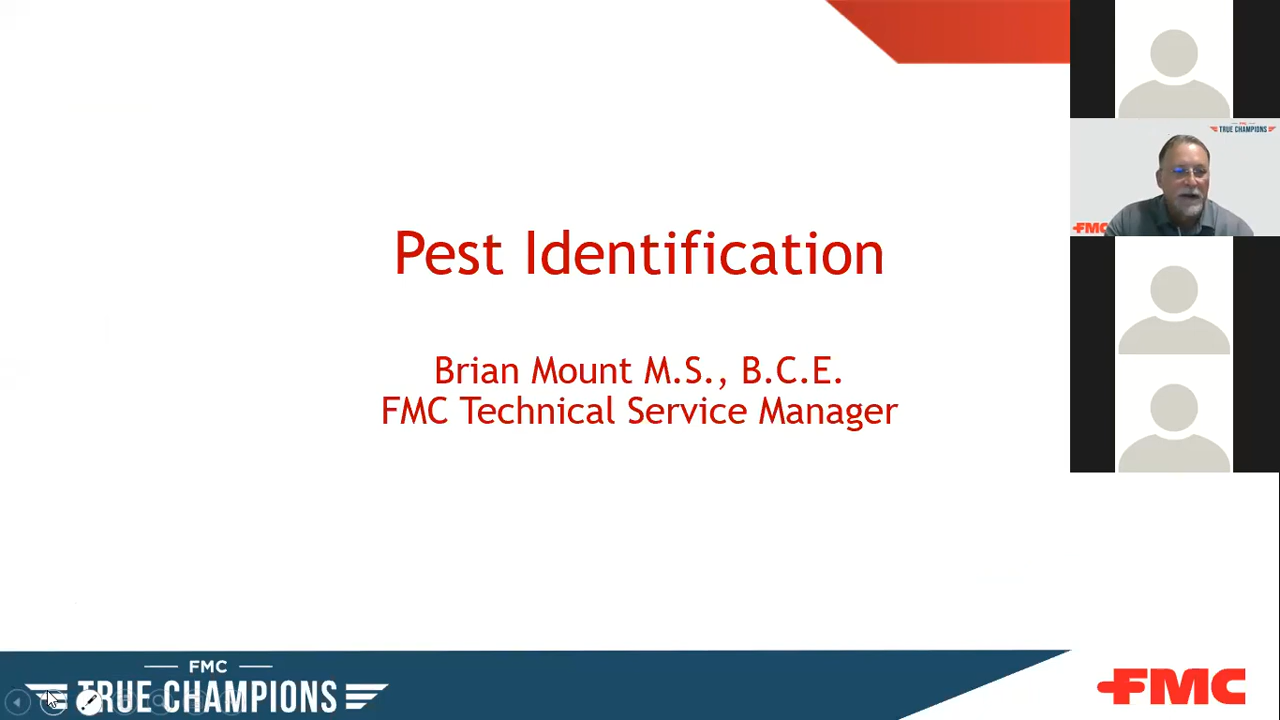 Pest Identification
Brian Mount M.S., B.C.E.
FMC Technical Service Manager
TRUE CHAMPIONS
FMC
FMC
TRUE CHAMPIONS
FMC